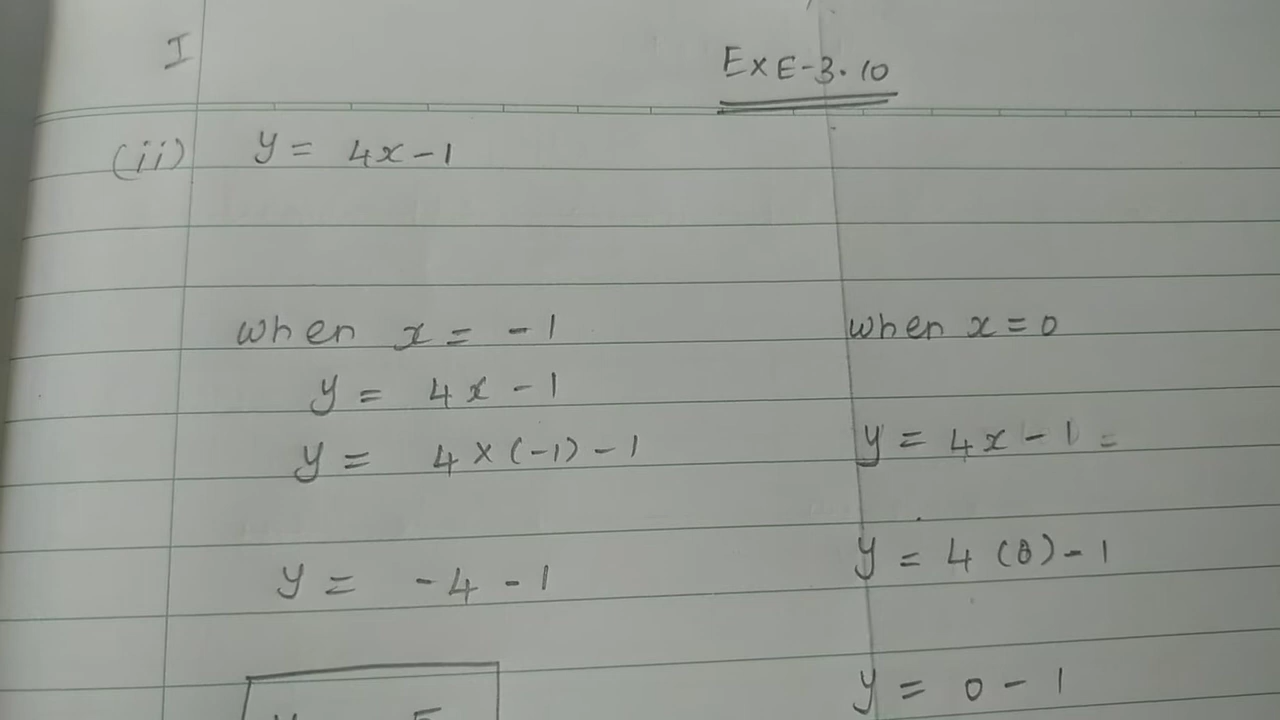 I
EXE-3.10
(ii) y = 4x-1
when x = -1
y = 4x -1
y = 4×(-1)-1
y = -4-1
when x=0
y = 4x-1 =
y = 4(0)-1
y = 0-1